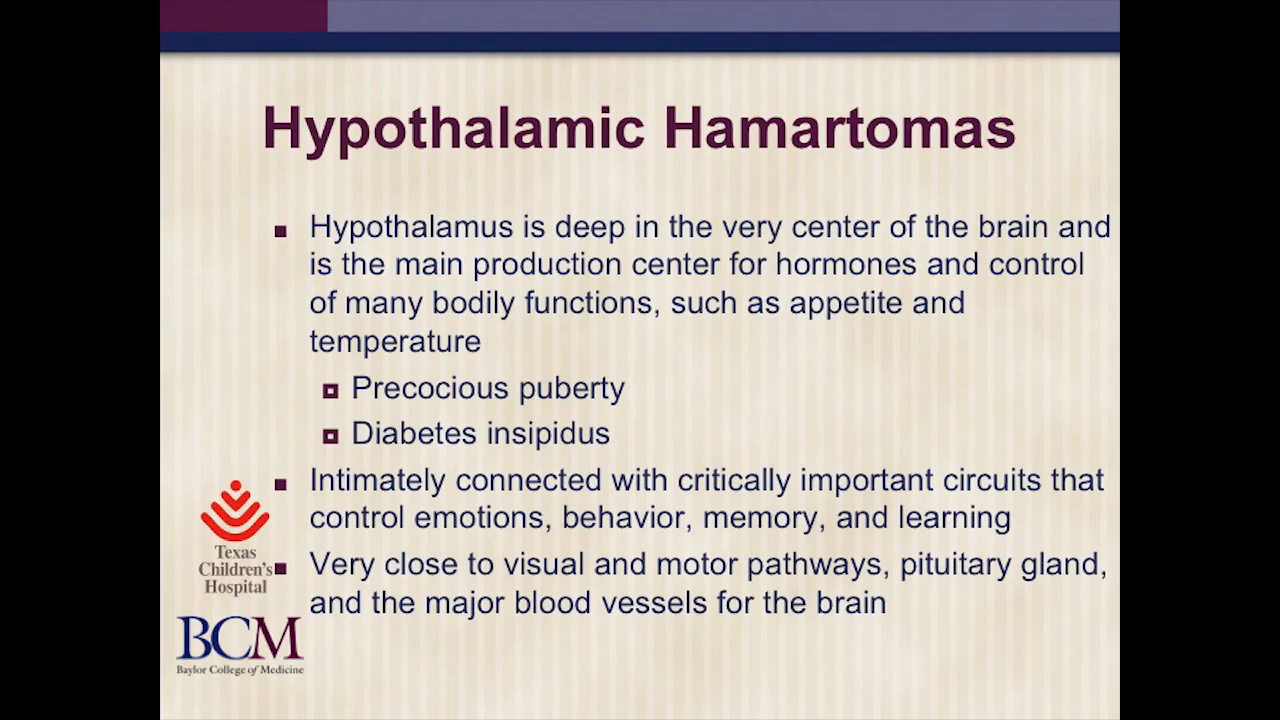 Hypothalamic Hamartomas
Hypothalamus is deep in the very center of the brain and
is the main production center for hormones and control
of many bodily functions, such as appetite and
temperature
Precocious puberty
Diabetes insipidus
Intimately connected with critically important circuits that
control emotions, behavior, memory, and learning
Very close to visual and motor pathways, pituitary gland,
and the major blood vessels for the brain
Texas
Children's
Hospital
BCM
Baylor College of Medicine